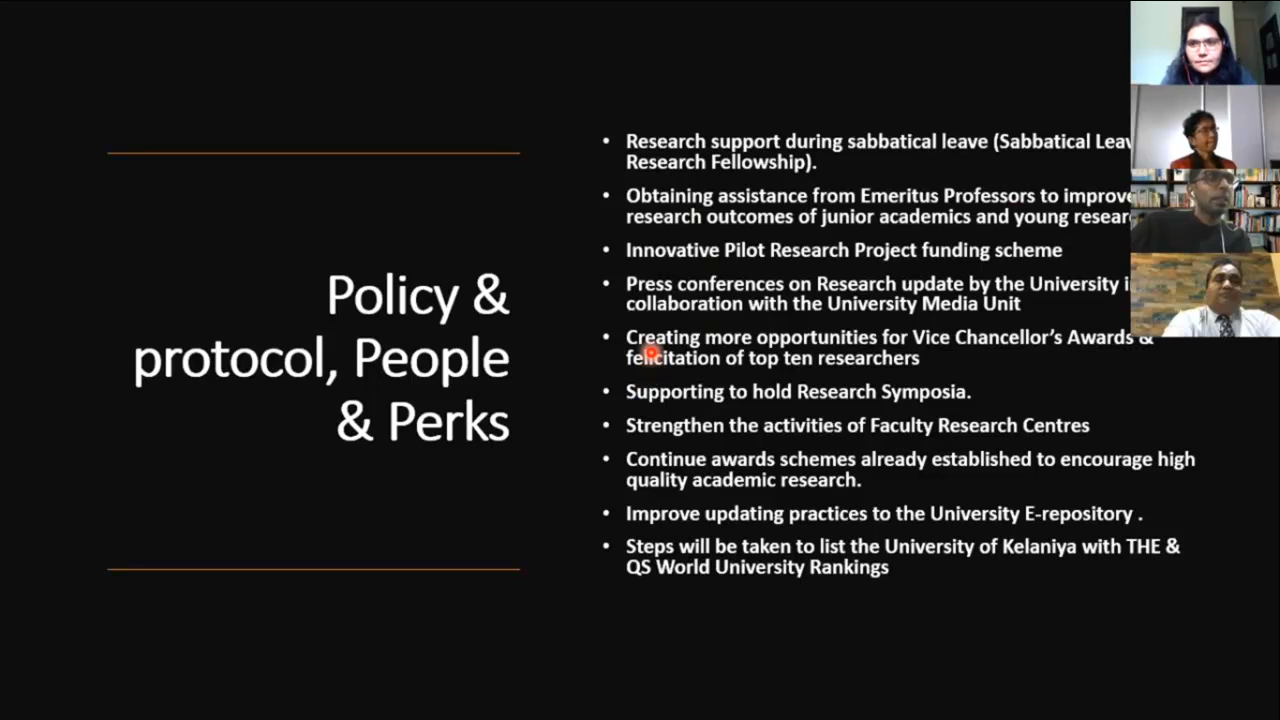 Policy &
protocol, People
& Perks
• Research support during sabbatical leave (Sabbatical
Research Fellowship).
• Obtaining assistance from Emeritus Professors to improve
research outcomes of junior academics and young
• Innovative Pilot Research Project funding scheme
• Press conferences on Research update by the University
collaboration with the University Media Unit
• Creating more opportunities for Vice Chancellor's Awards &
felicitation of top ten researchers
• Supporting to hold Research Symposia.
• Strengthen the activities of Faculty Research Centres
• Continue awards schemes already established to encourage high
quality academic research.
• Improve updating practices to the University E-repository .
• Steps will be taken to list the University of Kelaniya with THE &
QS World University Rankings